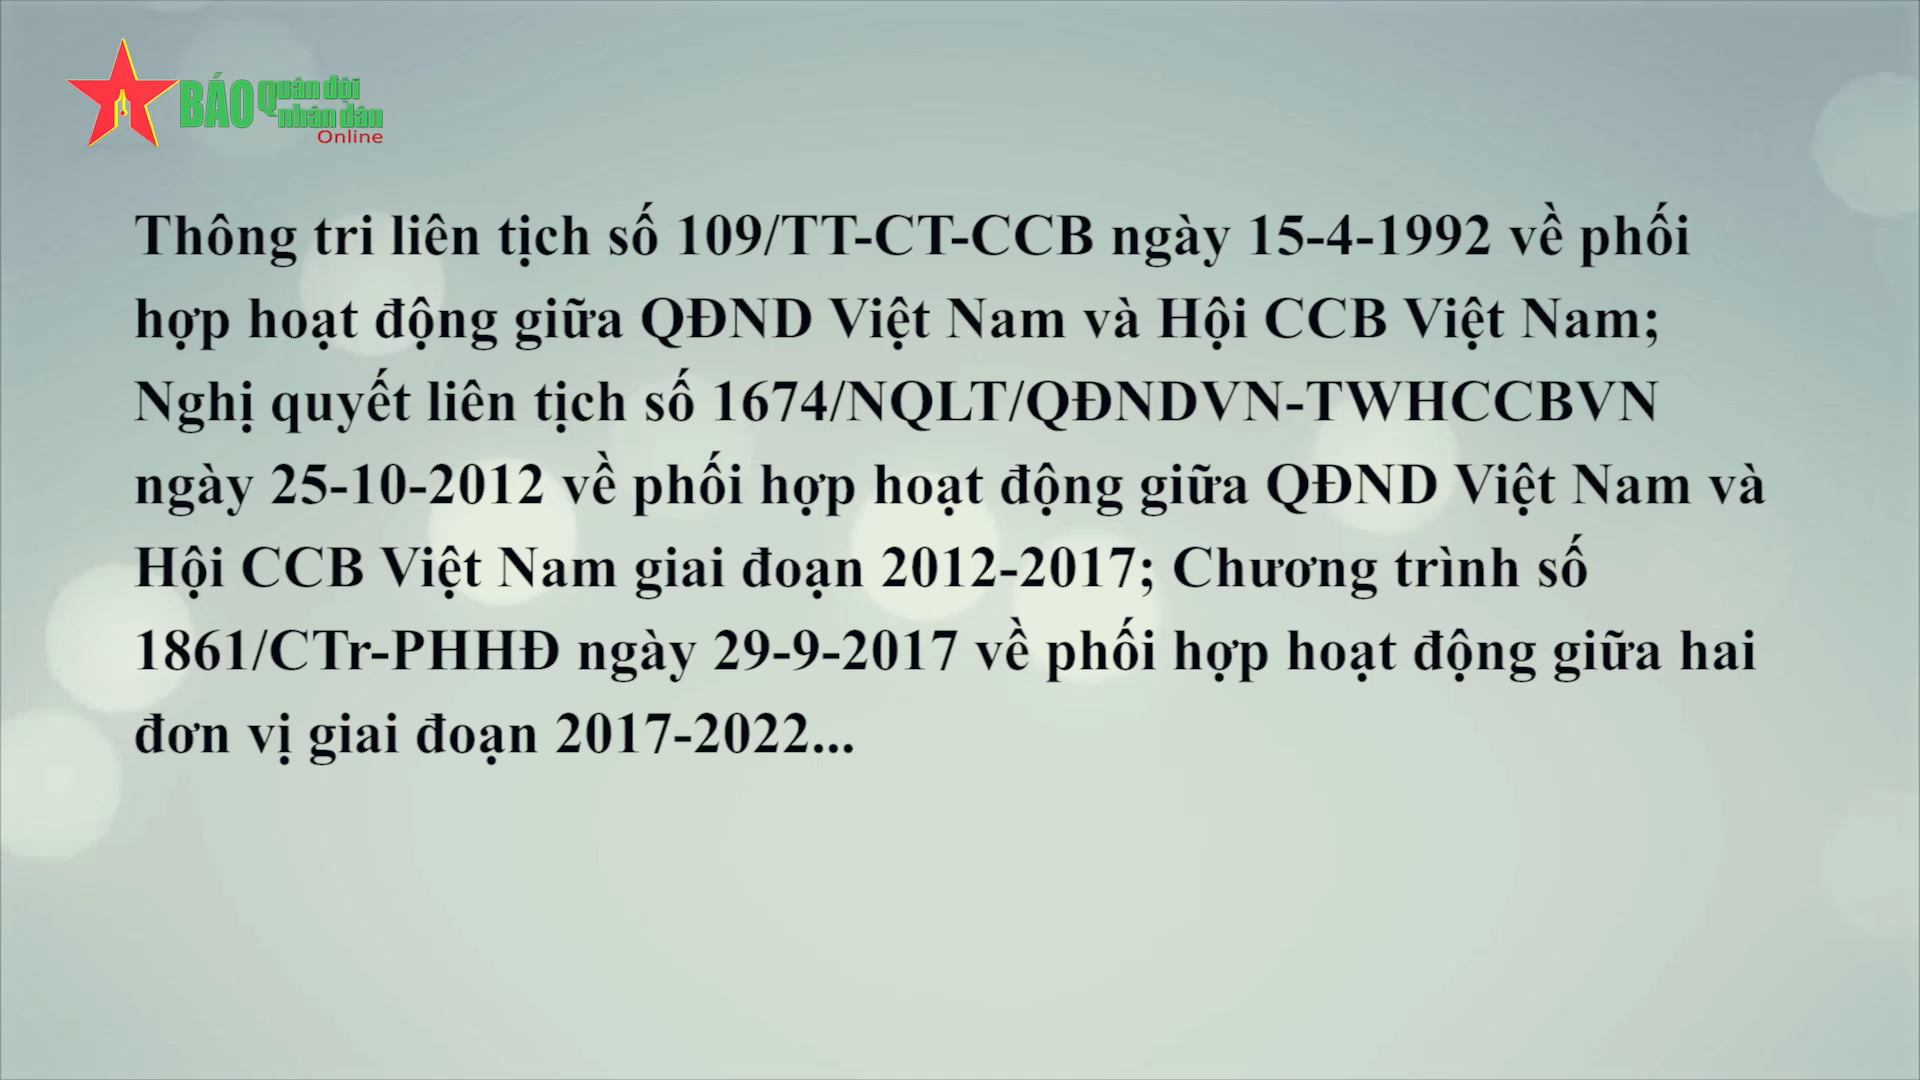 BÁO Quân đội
nhân dân
Online
Thông tri liên tịch số 109/TT-CT-CCB ngày 15-4-1992 về phối
hợp hoạt động giữa QĐND Việt Nam và Hội CCB Việt Nam;
Nghị quyết liên tịch số 1674/NQLT/QĐNDVN-TWHCCBVN
ngày 25-10-2012 về phối hợp hoạt động giữa QĐND Việt Nam và
Hội CCB Việt Nam giai đoạn 2012-2017; Chương trình số
1861/CTr-PHHĐ ngày 29-9-2017 về phối hợp hoạt động giữa hai
đơn vị giai đoạn 2017-2022...